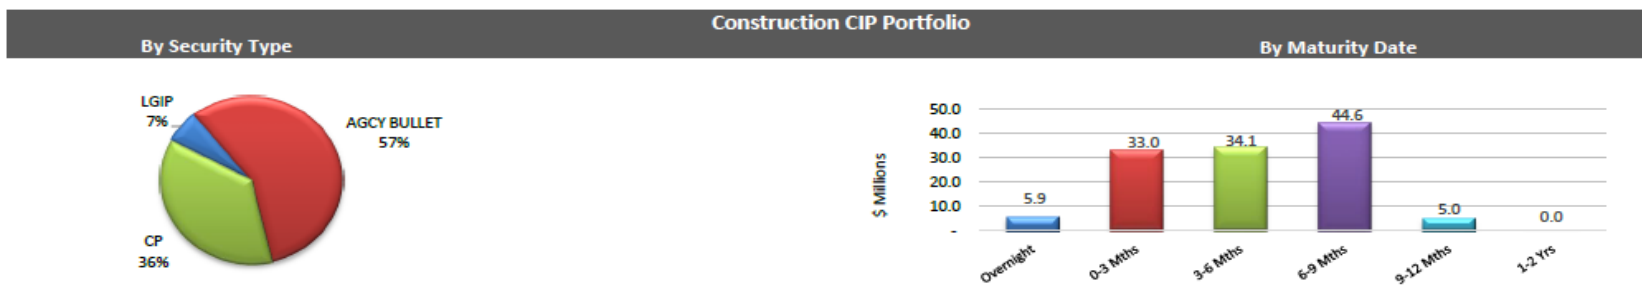 Construction CIP Portfolio
By Security Type
By Maturity Date
LGIP
7%
AGCY BULLET
57%
CP
36%
$ Millions
50.0
40.0
30.0
20.0
10.0
-
5.9
33.0
34.1
44.6
5.0
0.0
Overnight
0-3 Mths
3-6 Mths
6-9 Mths
9-12 Mths
1-2 Yrs